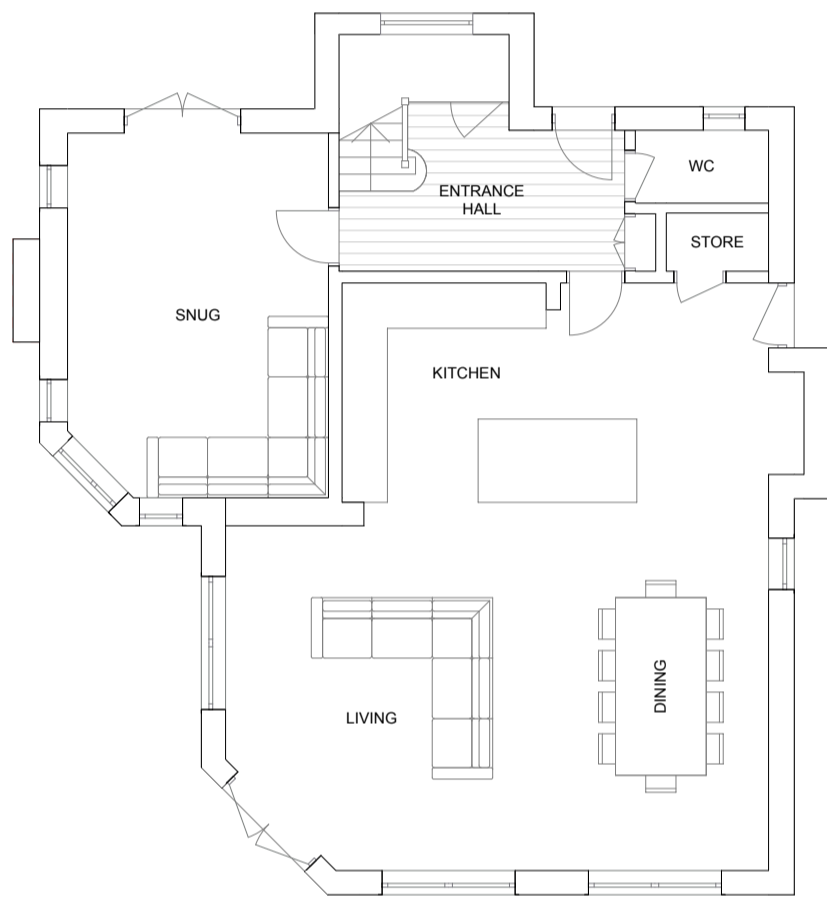 WC
ENTRANCE
HALL
STORE
SNUG
KITCHEN
DINING
LIVING